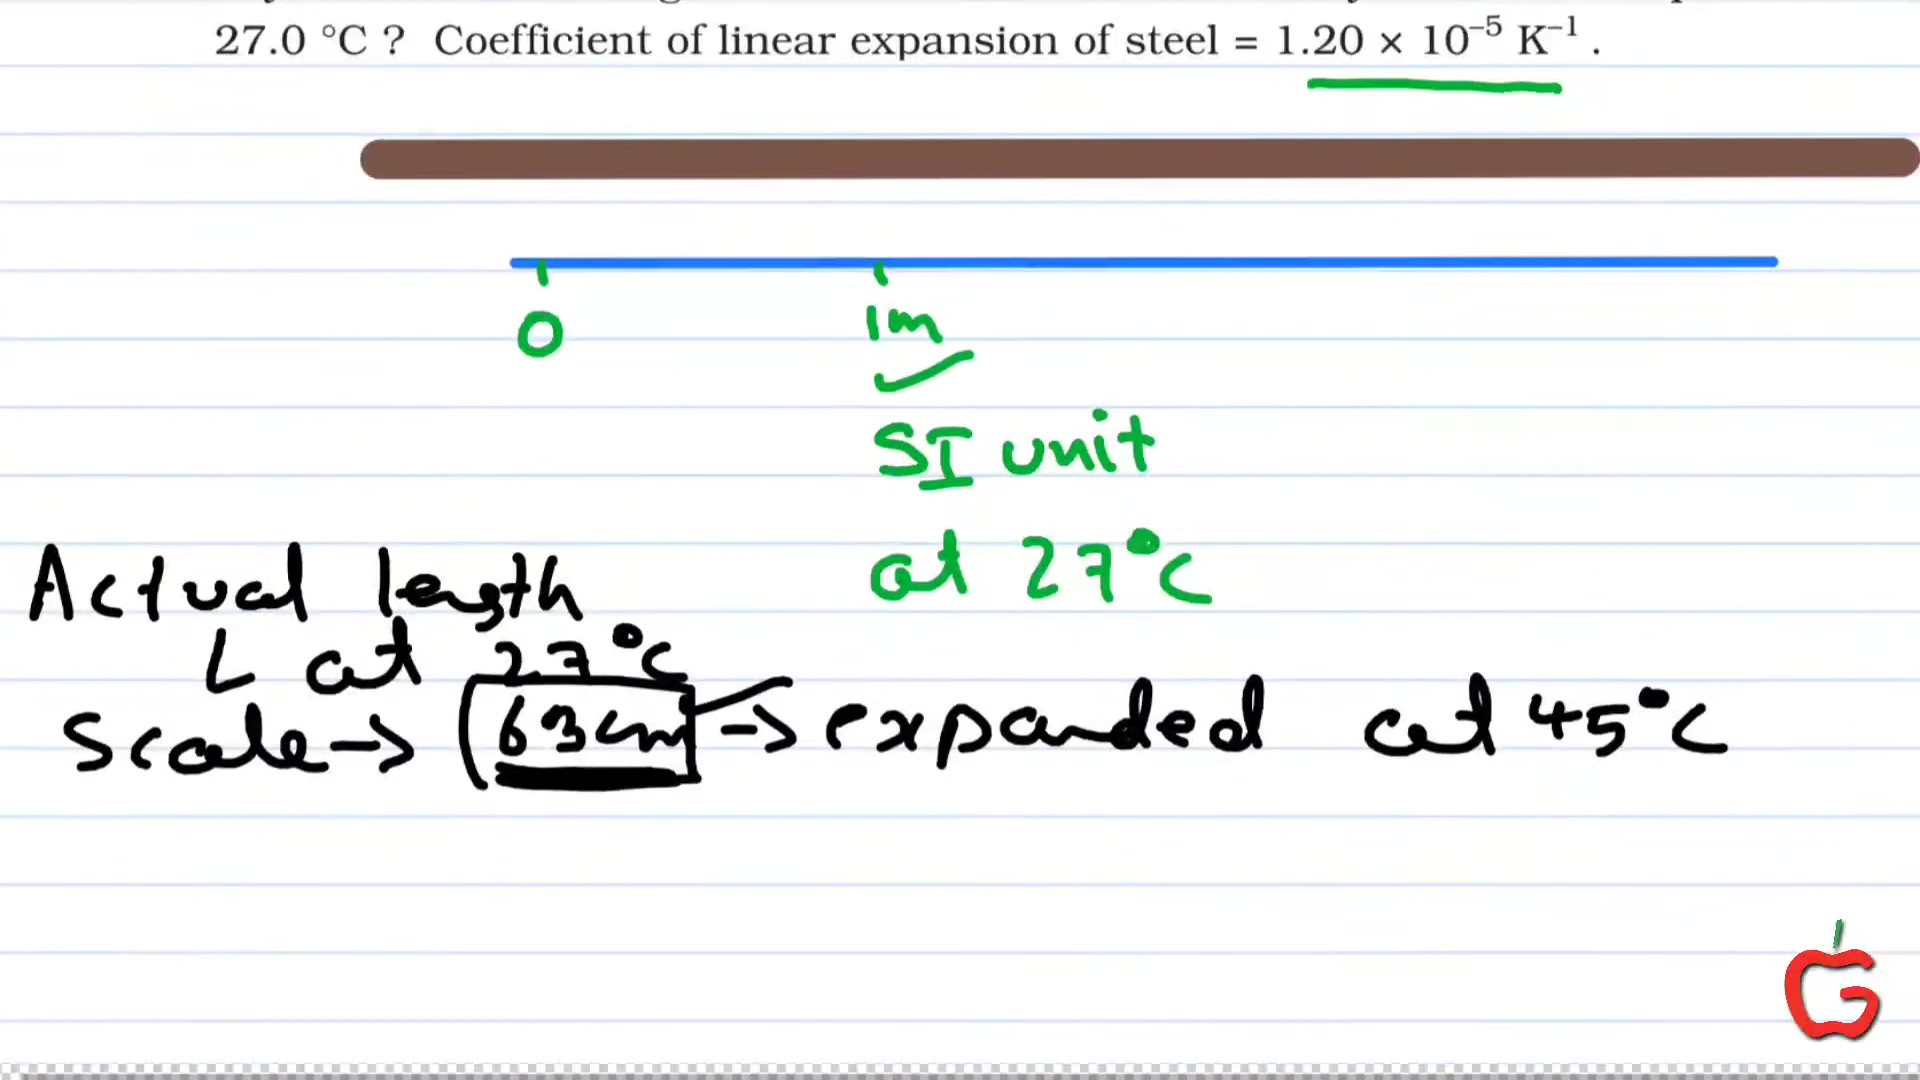 27.0 °C ? Coefficient of linear expansion of steel = 1.20 × 10⁻⁵ K⁻¹ .
0 1m
SI unit
at 27°C
Actual length
L at 27°C
Scale → (63cm → expanded at 45°C
G